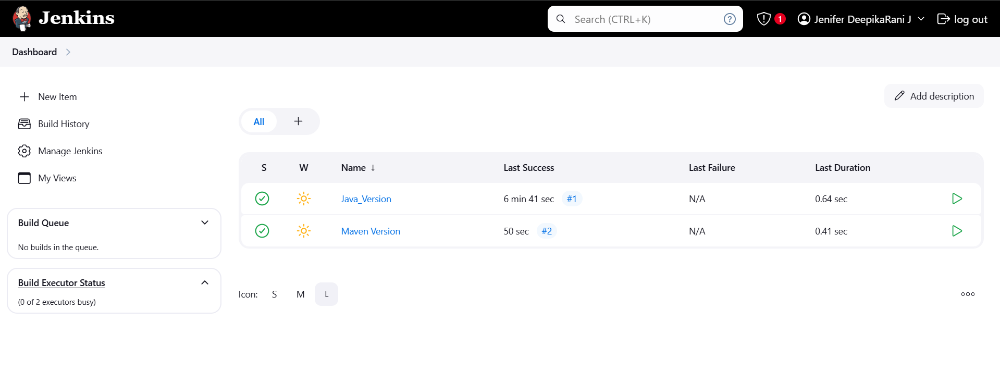 Jenkins
Search (CTRL+K)
?
1
Jenifer DeepikaRani J
log out
Dashboard
New Item
Build History
Manage Jenkins
My Views
Add description
All
S W Name ↓ Last Success Last Failure Last Duration
Java_Version 6 min 41 sec #1 N/A 0.64 sec
Maven Version 50 sec #2 N/A 0.41 sec
Build Queue
No builds in the queue.
Build Executor Status
(0 of 2 executors busy)
Icon: S M L